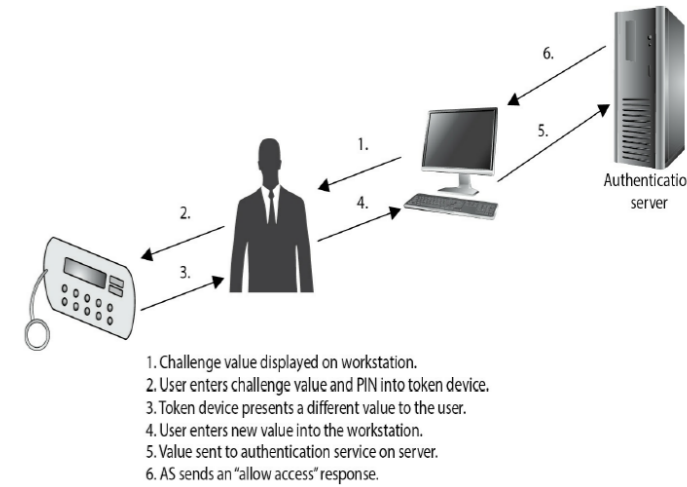 6.
1.
5.
Authenticatio
server
2.
4.
3.
1. Challenge value displayed on workstation.
2. User enters challenge value and PIN into token device.
3. Token device presents a different value to the user.
4. User enters new value into the workstation.
5. Value sent to authentication service on server.
6. AS sends an "allow access" response.